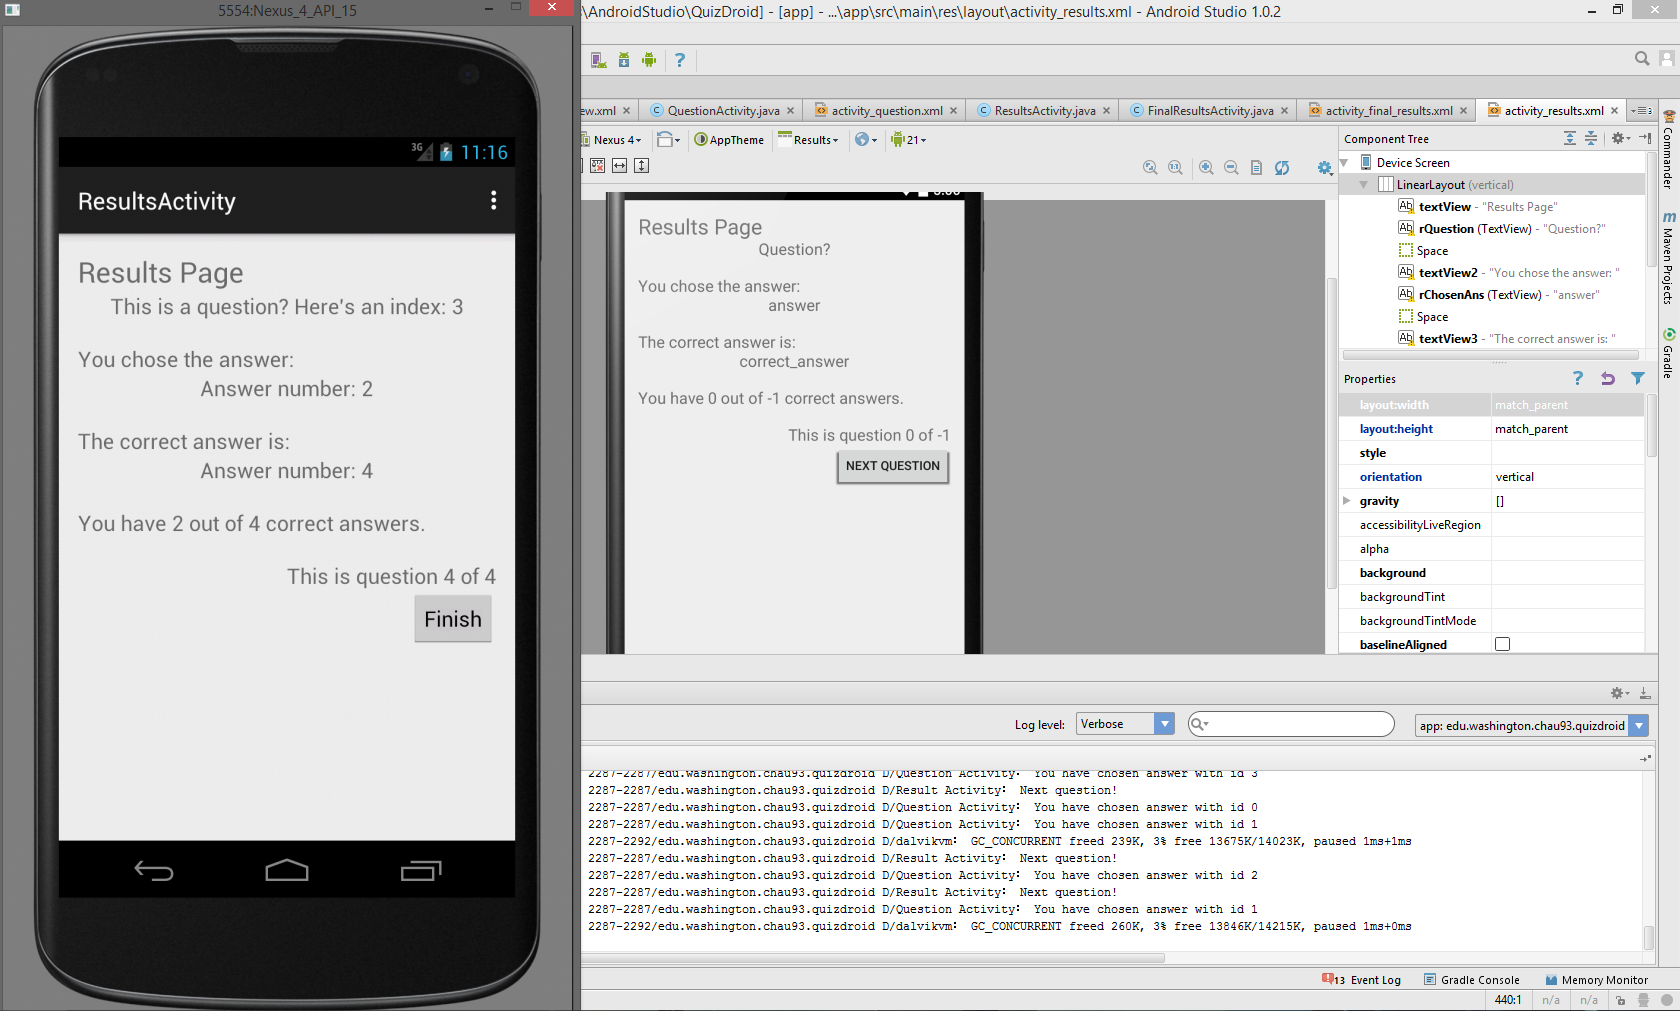 5554:Nexus_4_API_15
\AndroidStudio\QuizDroid] - [app] - ...\app\src\main\res\layout\activity_results.xml - Android Studio 1.0.2
ew.xml
QuestionActivity.java
activity_question.xml
ResultsActivity.java
FinalResultsActivity.java
activity_final_results.xml
activity_results.xml
Nexus 4
AppTheme
Results
21
3G
11:16
ResultsActivity
Results Page
This is a question? Here's an index: 3
You chose the answer:
Answer number: 2
The correct answer is:
Answer number: 4
You have 2 out of 4 correct answers.
This is question 4 of 4
Finish
Results Page
Question?
You chose the answer:
answer
The correct answer is:
correct_answer
You have 0 out of -1 correct answers.
This is question 0 of -1
NEXT QUESTION
Component Tree
Device Screen
LinearLayout (vertical)
Ab textView - "Results Page"
Ab rQuestion (TextView) - "Question?"
Space
Ab textView2 - "You chose the answer: "
Ab rChosenAns (TextView) - "answer"
Space
Ab textView3 - "The correct answer is: "
Properties
layout:width match_parent
layout:height match_parent
style
orientation vertical
gravity []
accessibilityLiveRegion
alpha
background
backgroundTint
backgroundTintMode
baselineAligned
Commander
m Maven Projects
Gradle
Log level: Verbose
app: edu.washington.chau93.quizdroid
2287-2287/edu.washington.chau93.quizdroid D/Question Activity: You have chosen answer with id 3
2287-2287/edu.washington.chau93.quizdroid D/Result Activity: Next question!
2287-2287/edu.washington.chau93.quizdroid D/Question Activity: You have chosen answer with id 0
2287-2287/edu.washington.chau93.quizdroid D/Question Activity: You have chosen answer with id 1
2287-2292/edu.washington.chau93.quizdroid D/dalvikvm: GC_CONCURRENT freed 239K, 3% free 13675K/14023K, paused 1ms+1ms
2287-2287/edu.washington.chau93.quizdroid D/Result Activity: Next question!
2287-2287/edu.washington.chau93.quizdroid D/Question Activity: You have chosen answer with id 2
2287-2287/edu.washington.chau93.quizdroid D/Result Activity: Next question!
2287-2287/edu.washington.chau93.quizdroid D/Question Activity: You have chosen answer with id 1
2287-2292/edu.washington.chau93.quizdroid D/dalvikvm: GC_CONCURRENT freed 260K, 3% free 13846K/14215K, paused 1ms+0ms
13 Event Log
Gradle Console
Memory Monitor
440:1 n/a n/a